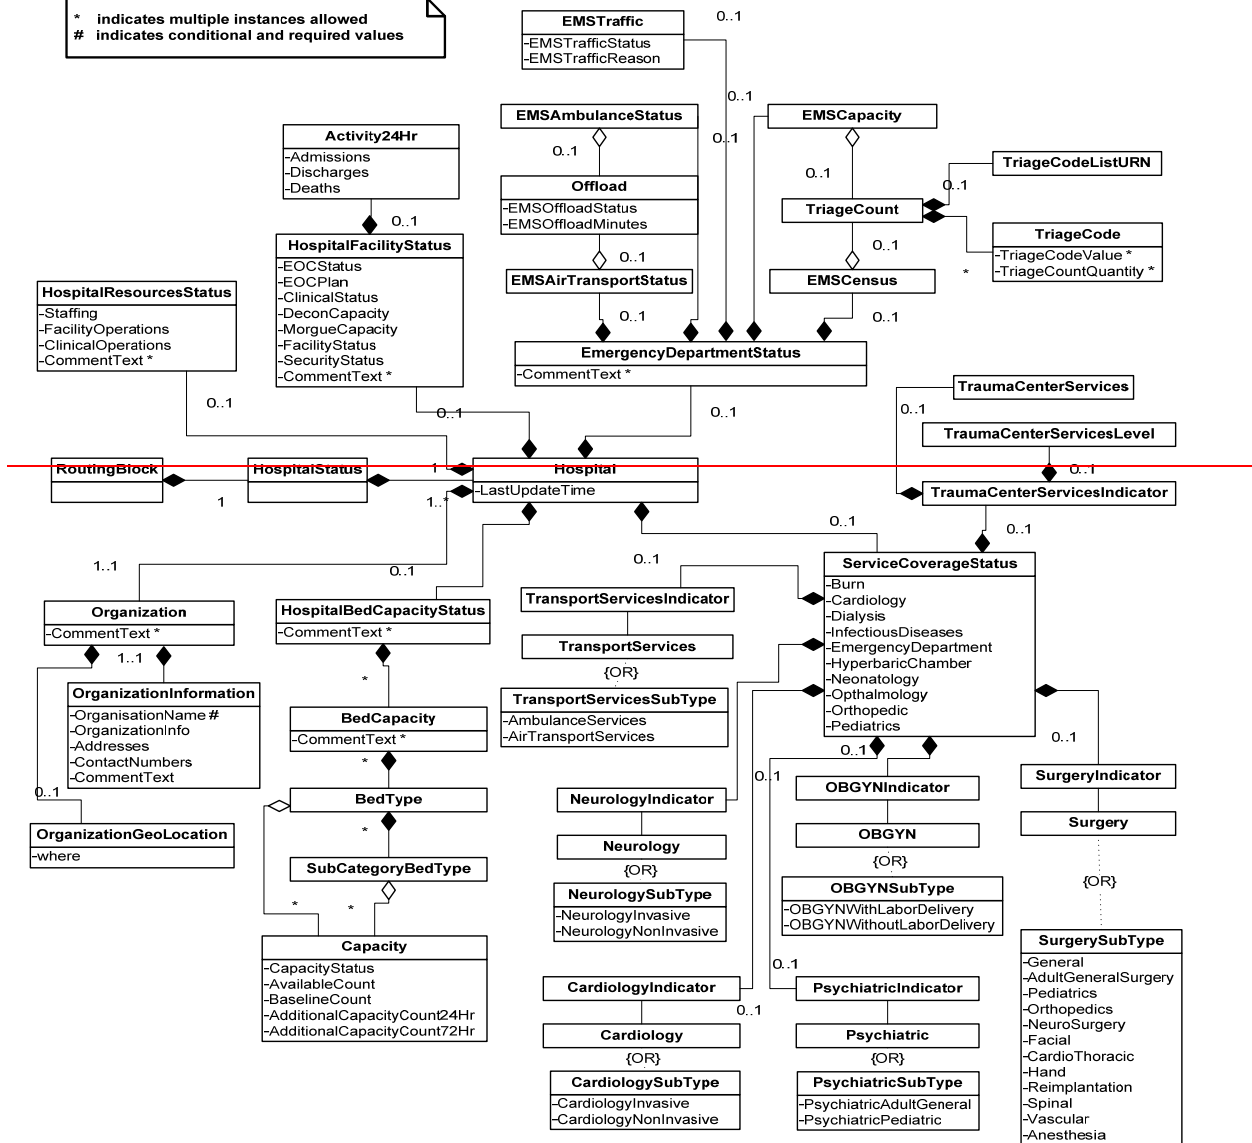 * indicates multiple instances allowed
# indicates conditional and required values
EMSTraffic
-EMSTrafficStatus
-EMSTrafficReason
0..1
EMSAmbulanceStatus
0..1
0..1
0..1
EMSCapacity
0..1
Offload
-EMSOffloadStatus
-EMSOffloadMinutes
0..1
EMSAirTransportStatus
0..1
TriageCount
0..1
0..1
TriageCodeListURN
TriageCode
-TriageCodeValue *
-TriageCountQuantity *
*
EMSCensus
0..1
Activity24Hr
-Admissions
-Discharges
-Deaths
0..1
HospitalFacilityStatus
-EOCStatus
-EOCPlan
-ClinicalStatus
-DeconCapacity
-MorgueCapacity
-FacilityStatus
-SecurityStatus
-CommentText *
0..1
HospitalResourcesStatus
-Staffing
-FacilityOperations
-ClinicalOperations
-CommentText *
0..1
EmergencyDepartmentStatus
-CommentText *
0..1
TraumaCenterServices
0..1
TraumaCenterServicesLevel
0..1
TraumaCenterServicesIndicator
0..1
RoutingBlock
1
HospitalStatus
1
1..*
Hospital
-LastUpdateTime
1..1
0..1
0..1
0..1
Organization
-CommentText *
1..1
OrganizationInformation
-OrganisationName #
-OrganizationInfo
-Addresses
-ContactNumbers
-CommentText
0..1
OrganizationGeoLocation
-where
HospitalBedCapacityStatus
-CommentText *
*
BedCapacity
-CommentText *
*
BedType
*
SubCategoryBedType
*
*
Capacity
-CapacityStatus
-AvailableCount
-BaselineCount
-AdditionalCapacityCount24Hr
-AdditionalCapacityCount72Hr
ServiceCoverageStatus
-Burn
-Cardiology
-Dialysis
-InfectiousDiseases
-EmergencyDepartment
-HyperbaricChamber
-Neonatology
-Opthalmology
-Orthopedic
-Pediatrics
TransportServicesIndicator
TransportServices
{OR}
TransportServicesSubType
-AmbulanceServices
-AirTransportServices
0..1
0..1
0..1
NeurologyIndicator
Neurology
{OR}
NeurologySubType
-NeurologyInvasive
-NeurologyNonInvasive
OBGYNIndicator
OBGYN
{OR}
OBGYNSubType
-OBGYNWithLaborDelivery
-OBGYNWithoutLaborDelivery
SurgeryIndicator
Surgery
{OR}
SurgerySubType
-General
-AdultGeneralSurgery
-Pediatrics
-Orthopedics
-NeuroSurgery
-Facial
-CardioThoracic
-Hand
-Reimplantation
-Spinal
-Vascular
-Anesthesia
CardiologyIndicator
0..1
Cardiology
{OR}
CardiologySubType
-CardiologyInvasive
-CardiologyNonInvasive
0..1
PsychiatricIndicator
Psychiatric
{OR}
PsychiatricSubType
-PsychiatricAdultGeneral
-PsychiatricPediatric